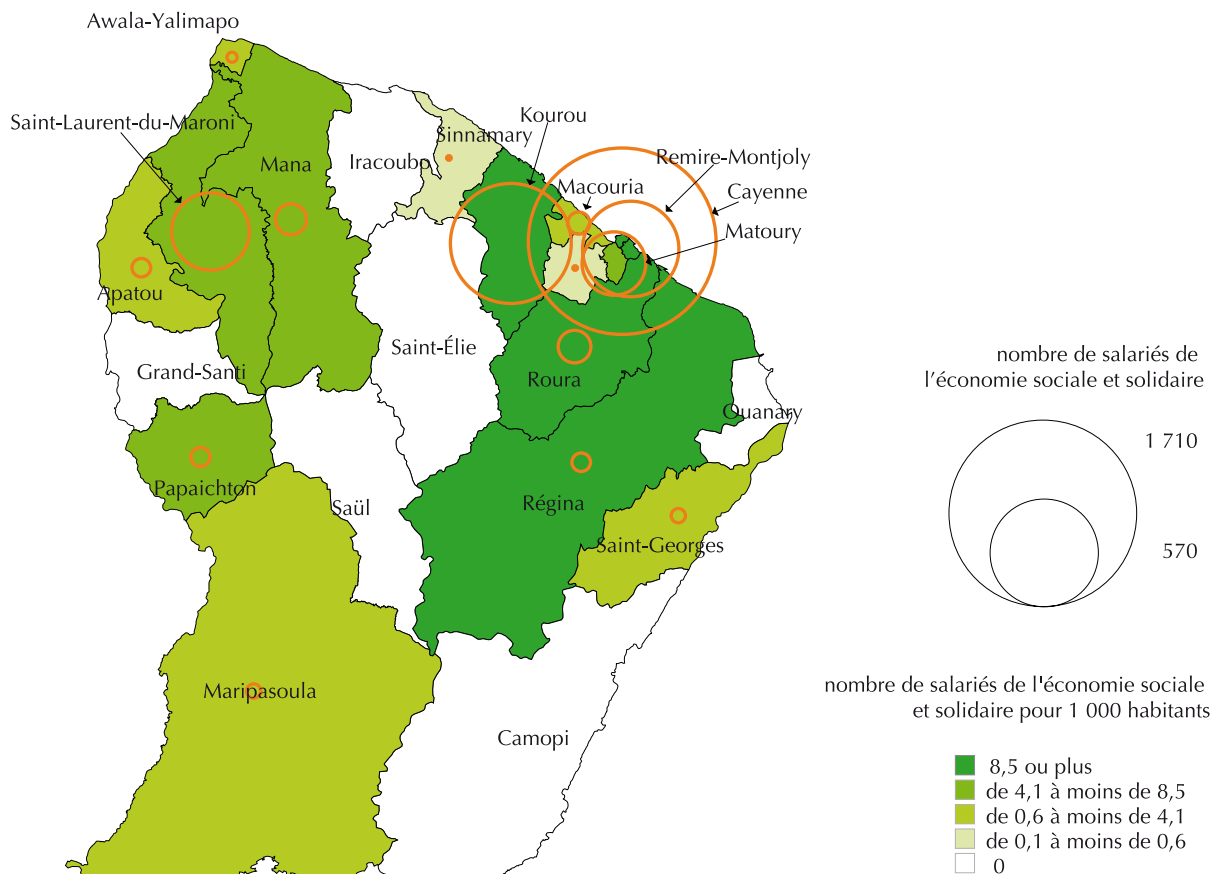 Awala-Yalimapo
Saint-Laurent-du-Maroni
Mana
Iracoubo
Sinnamary
Kourou
Remire-Montjoly
Macouria
Cayenne
Matoury
Apatou
Grand-Santi
Saint-Élie
Roura
Ouanary
Papaichton
Saül
Régina
Saint-Georges
Maripasoula
Camopi
nombre de salariés de
l'économie sociale et solidaire
1 710
570
nombre de salariés de l'économie sociale
et solidaire pour 1 000 habitants
8,5 ou plus
de 4,1 à moins de 8,5
de 0,6 à moins de 4,1
de 0,1 à moins de 0,6
0